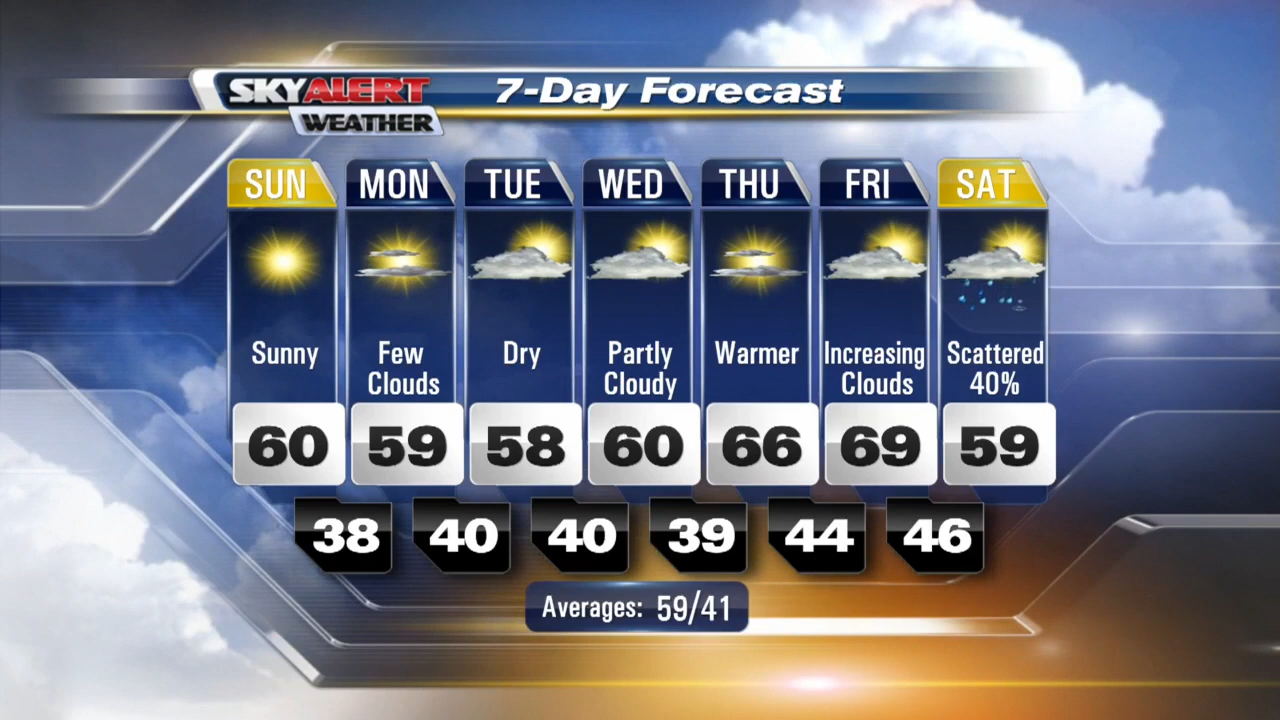 SKYALERT
WEATHER
7-Day Forecast
SUN MON TUE WED THU FRI SAT
Sunny
Few
Clouds
Dry
Partly
Cloudy
Warmer
Increasing
Clouds
Scattered
40%
60 59 58 60 66 69 59
38 40 40 39 44 46
Averages: 59/41